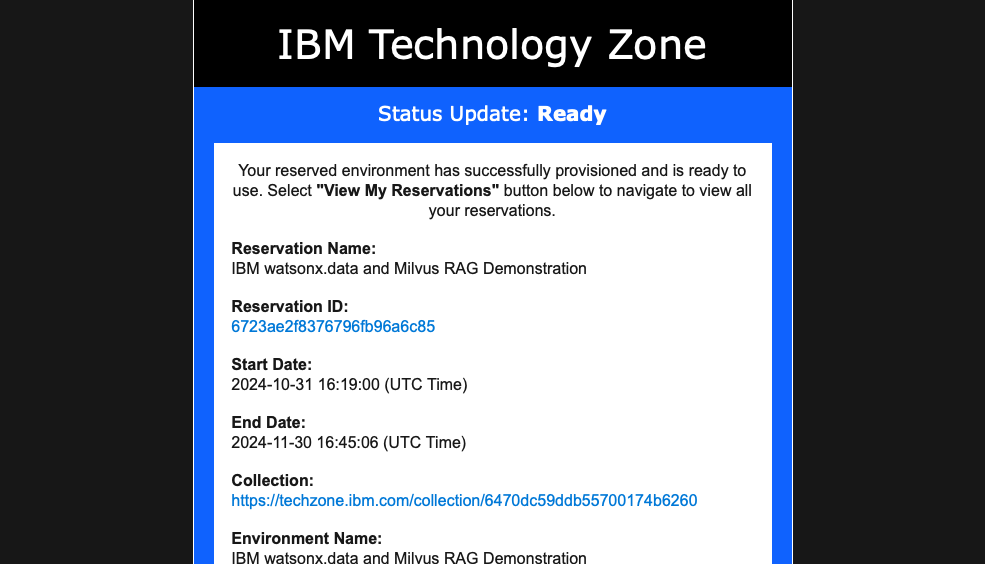 IBM Technology Zone
Status Update: Ready
Your reserved environment has successfully provisioned and is ready to
use. Select "View My Reservations" button below to navigate to view all
your reservations.
Reservation Name:
IBM watsonx.data and Milvus RAG Demonstration
Reservation ID:
6723ae2f8376796fb96a6c85
Start Date:
2024-10-31 16:19:00 (UTC Time)
End Date:
2024-11-30 16:45:06 (UTC Time)
Collection:
https://techzone.ibm.com/collection/6470dc59ddb55700174b6260
Environment Name:
IBM watsonx.data and Milvus RAG Demonstration